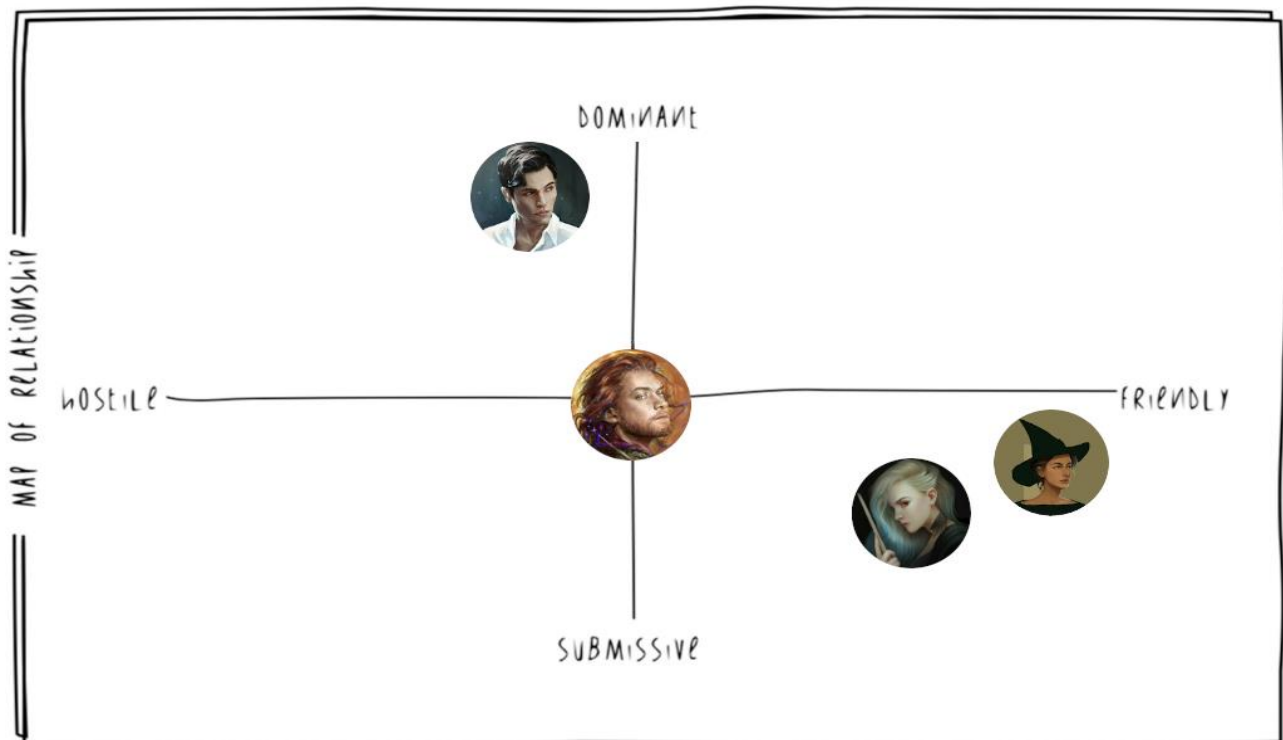 DOMINANT
MAP OF RELATIONSHIP
HOSTILE
FRIENDLY
SUBMISSIVE